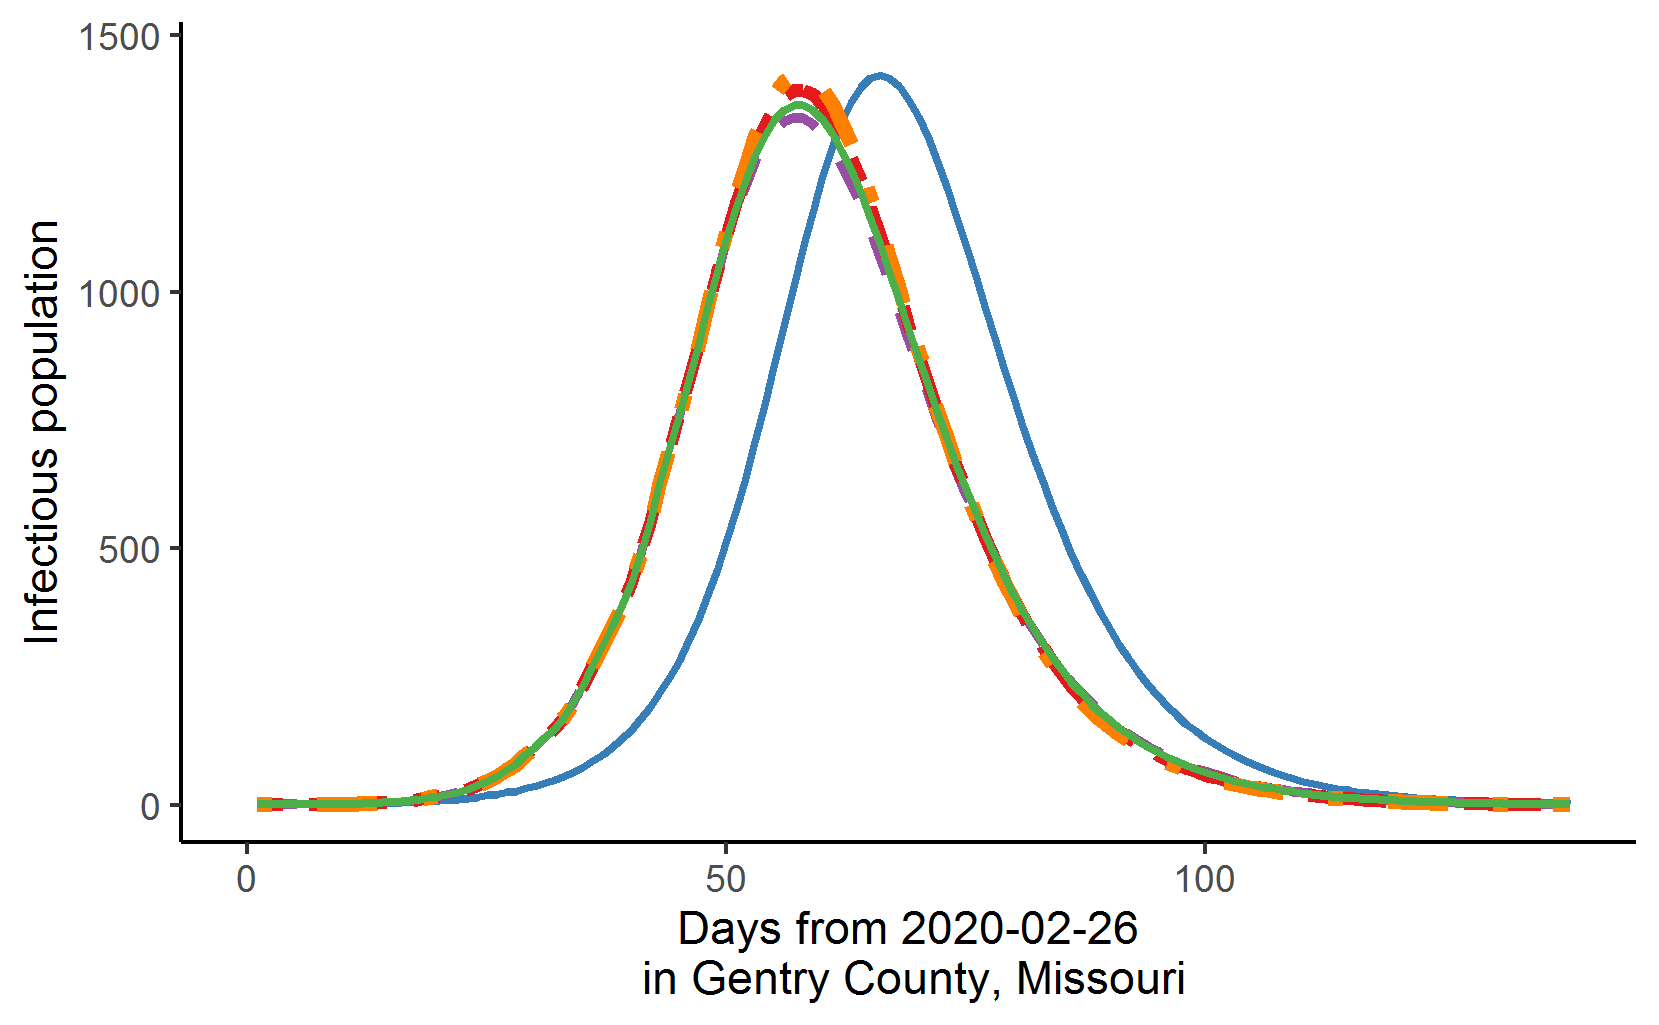 Infectious population
1500
1000
500
0
0 50 100
Days from 2020-02-26
in Gentry County, Missouri